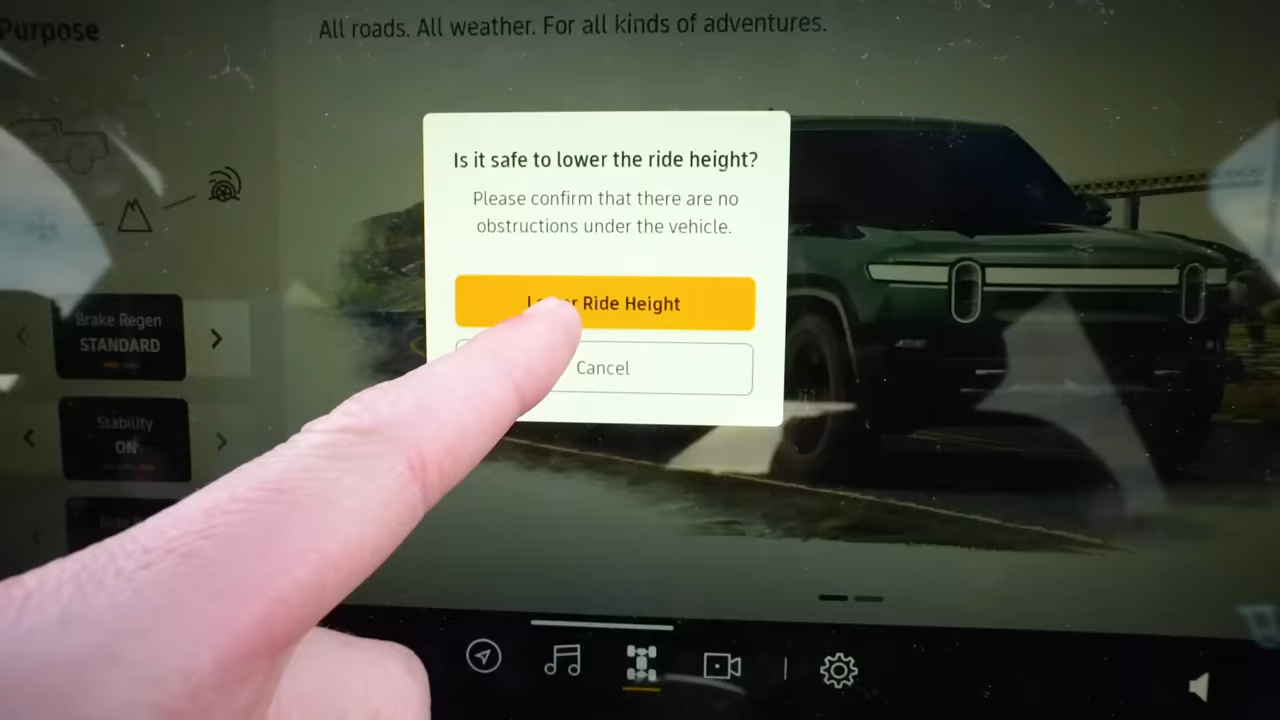 Purpose
All roads. All weather. For all kinds of adventures.
Is it safe to lower the ride height?
Please confirm that there are no
obstructions under the vehicle.
Ride Height
Cancel
Brake Regen
STANDARD
Stability
ON
Ride